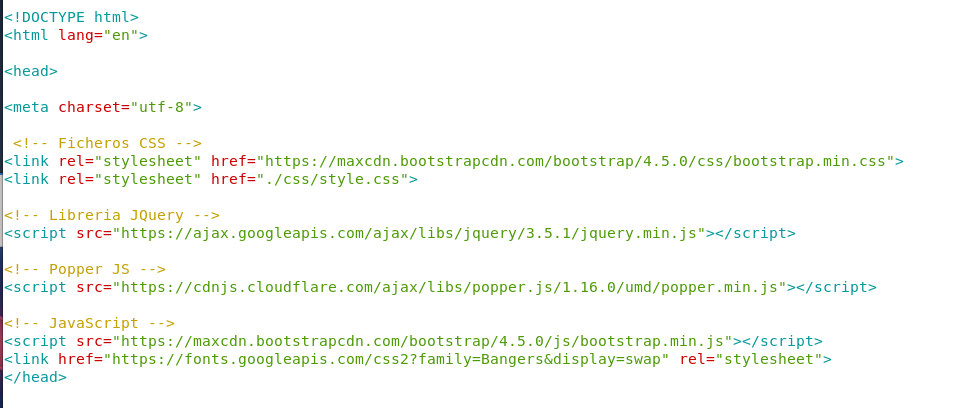 <!DOCTYPE html>
<html lang="en">
<head>
<meta charset="utf-8">
<!-- Ficheros CSS -->
<link rel="stylesheet" href="https://maxcdn.bootstrapcdn.com/bootstrap/4.5.0/css/bootstrap.min.css">
<link rel="stylesheet" href="./css/style.css">
<!-- Libreria JQuery -->
<script src="https://ajax.googleapis.com/ajax/libs/jquery/3.5.1/jquery.min.js"></script>
<!-- Popper JS -->
<script src="https://cdnjs.cloudflare.com/ajax/libs/popper.js/1.16.0/umd/popper.min.js"></script>
<!-- JavaScript -->
<script src="https://maxcdn.bootstrapcdn.com/bootstrap/4.5.0/js/bootstrap.min.js"></script>
<link href="https://fonts.googleapis.com/css2?family=Bangers&display=swap" rel="stylesheet">
</head>